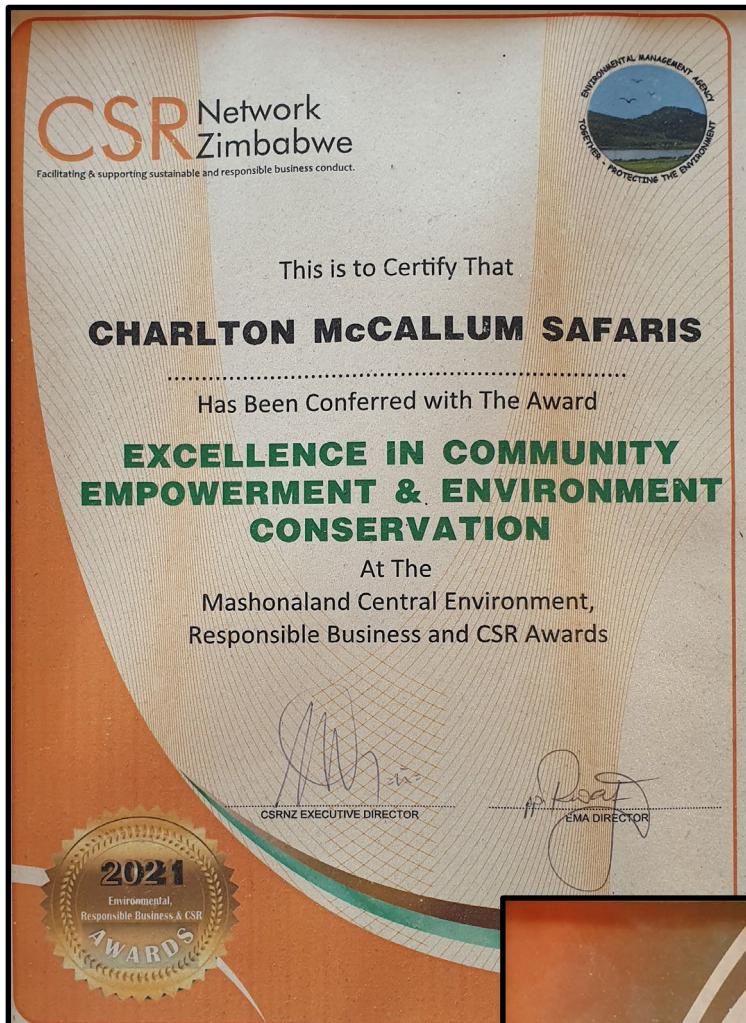 CSR Network
Zimbabwe
Facilitating & supporting sustainable and responsible business conduct.
ENVIRONMENTAL MANAGEMENT AGENCY
TOGETHER - PROTECTING THE ENVIRONMENT
This is to Certify That
CHARLTON McCALLUM SAFARIS
Has Been Conferred with The Award
EXCELLENCE IN COMMUNITY
EMPOWERMENT & ENVIRONMENT
CONSERVATION
At The
Mashonaland Central Environment,
Responsible Business and CSR Awards
CSRNZ EXECUTIVE DIRECTOR
EMA DIRECTOR
2021
Environmental,
Responsible Business & CSR
AWARDS